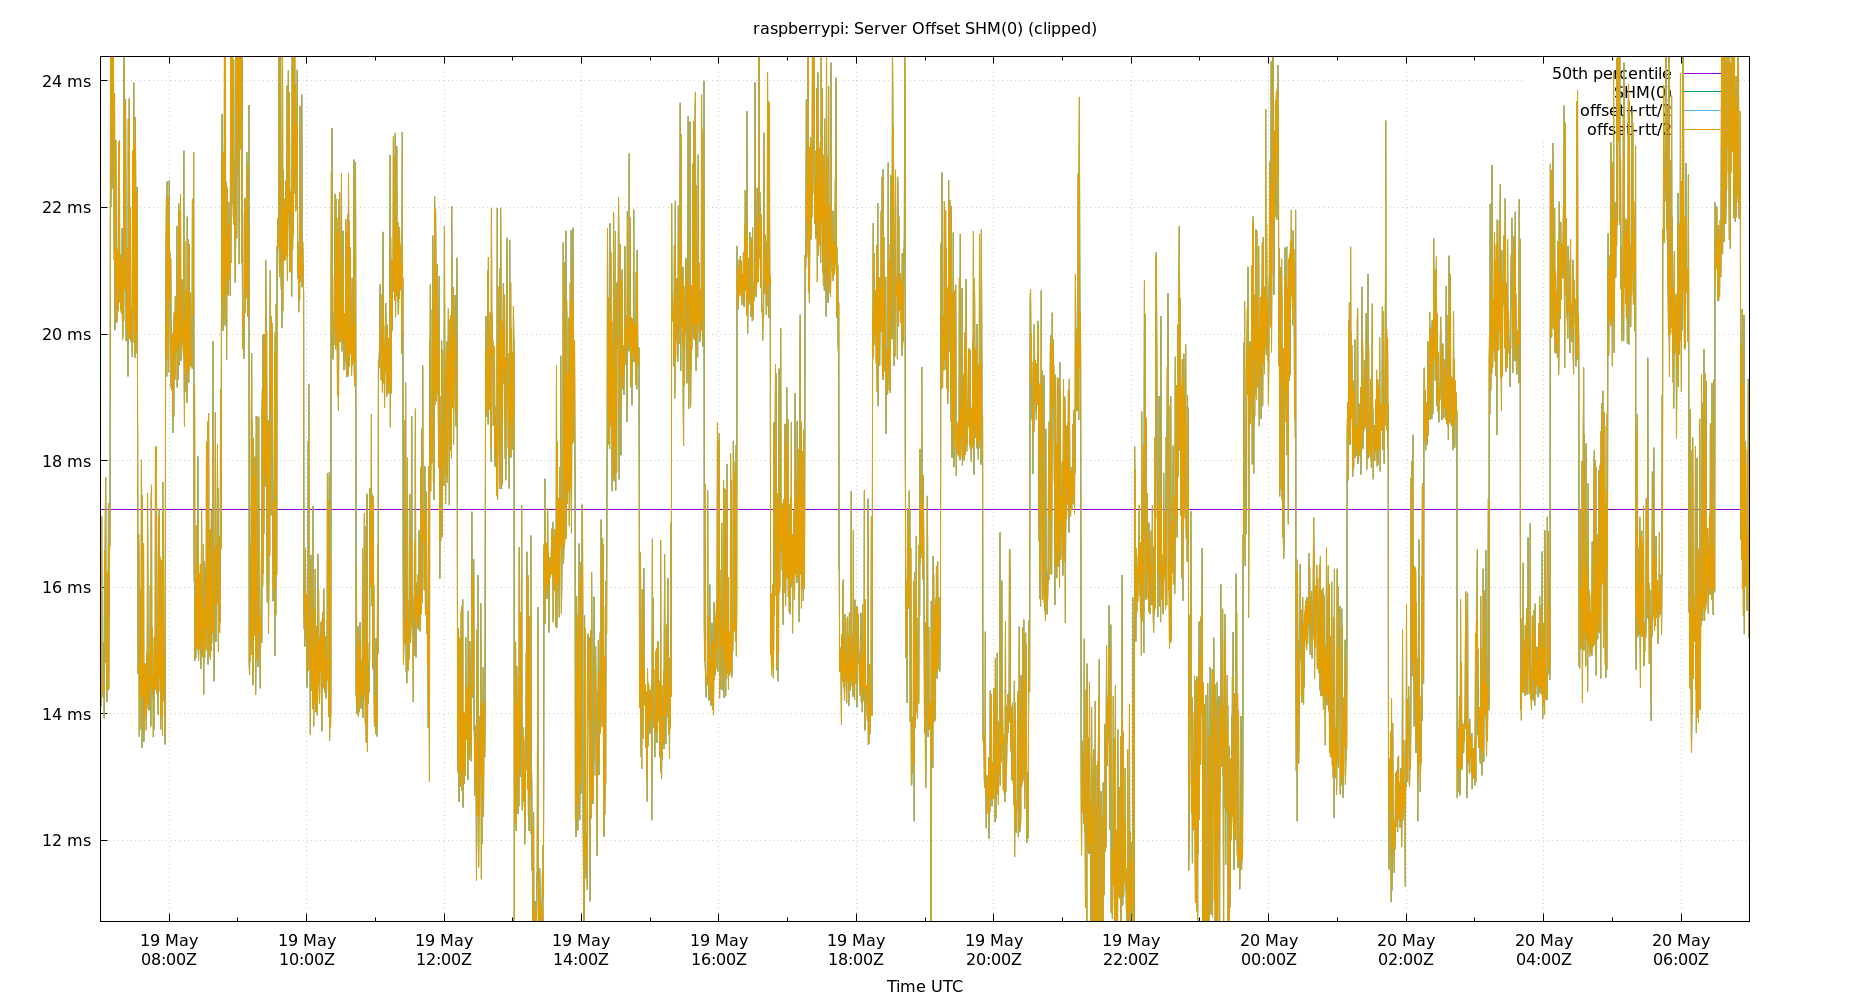 raspberrypi: Server Offset SHM(0) (clipped)
24 ms
22 ms
20 ms
18 ms
16 ms
14 ms
12 ms
50th percentile
SHM(0)
offset+rtt/2
offset-rtt/2
19 May 19 May 19 May 19 May 19 May 19 May 19 May 19 May 20 May 20 May 20 May 20 May
08:00Z 10:00Z 12:00Z 14:00Z 16:00Z 18:00Z 20:00Z 22:00Z 00:00Z 02:00Z 04:00Z 06:00Z
Time UTC